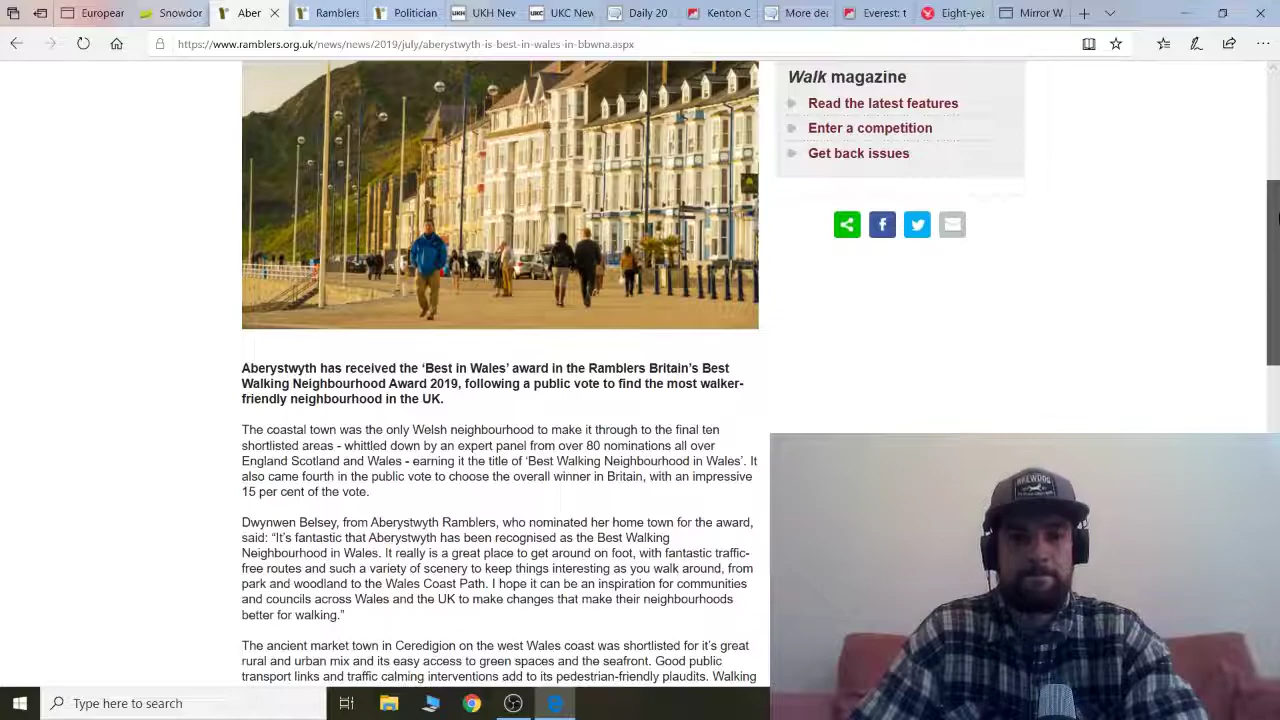 Europea
Snowdor
Aber
Ramblers
Politician
UKH UKH Nev
UKC UKC New
Daily 20
Kenton C
More de
Everest: t
Eight-ye
Mirror W
https://www.ramblers.org.uk/news/news/2019/july/aberystwyth-is-best-in-wales-in-bbwna.aspx
Walk magazine
Read the latest features
Enter a competition
Get back issues
Aberystwyth has received the ‘Best in Wales’ award in the Ramblers Britain’s Best
Walking Neighbourhood Award 2019, following a public vote to find the most walker-
friendly neighbourhood in the UK.
The coastal town was the only Welsh neighbourhood to make it through to the final ten
shortlisted areas - whittled down by an expert panel from over 80 nominations all over
England Scotland and Wales - earning it the title of ‘Best Walking Neighbourhood in Wales’. It
also came fourth in the public vote to choose the overall winner in Britain, with an impressive
15 per cent of the vote.
Dwynwen Belsey, from Aberystwyth Ramblers, who nominated her home town for the award,
said: “It’s fantastic that Aberystwyth has been recognised as the Best Walking
Neighbourhood in Wales. It really is a great place to get around on foot, with fantastic traffic-
free routes and such a variety of scenery to keep things interesting as you walk around, from
park and woodland to the Wales Coast Path. I hope it can be an inspiration for communities
and councils across Wales and the UK to make changes that make their neighbourhoods
better for walking.”
The ancient market town in Ceredigion on the west Wales coast was shortlisted for it’s great
rural and urban mix and its easy access to green spaces and the seafront. Good public
transport links and traffic calming interventions add to its pedestrian-friendly plaudits. Walking
BREWDOG
Type here to search